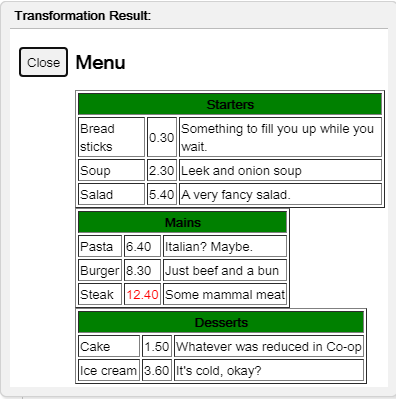 Transformation Result:
Close Menu
Starters
Bread sticks 0.30 Something to fill you up while you wait.
Soup 2.30 Leek and onion soup
Salad 5.40 A very fancy salad.
Mains
Pasta 6.40 Italian? Maybe.
Burger 8.30 Just beef and a bun
Steak 12.40 Some mammal meat
Desserts
Cake 1.50 Whatever was reduced in Co-op
Ice cream 3.60 It's cold, okay?